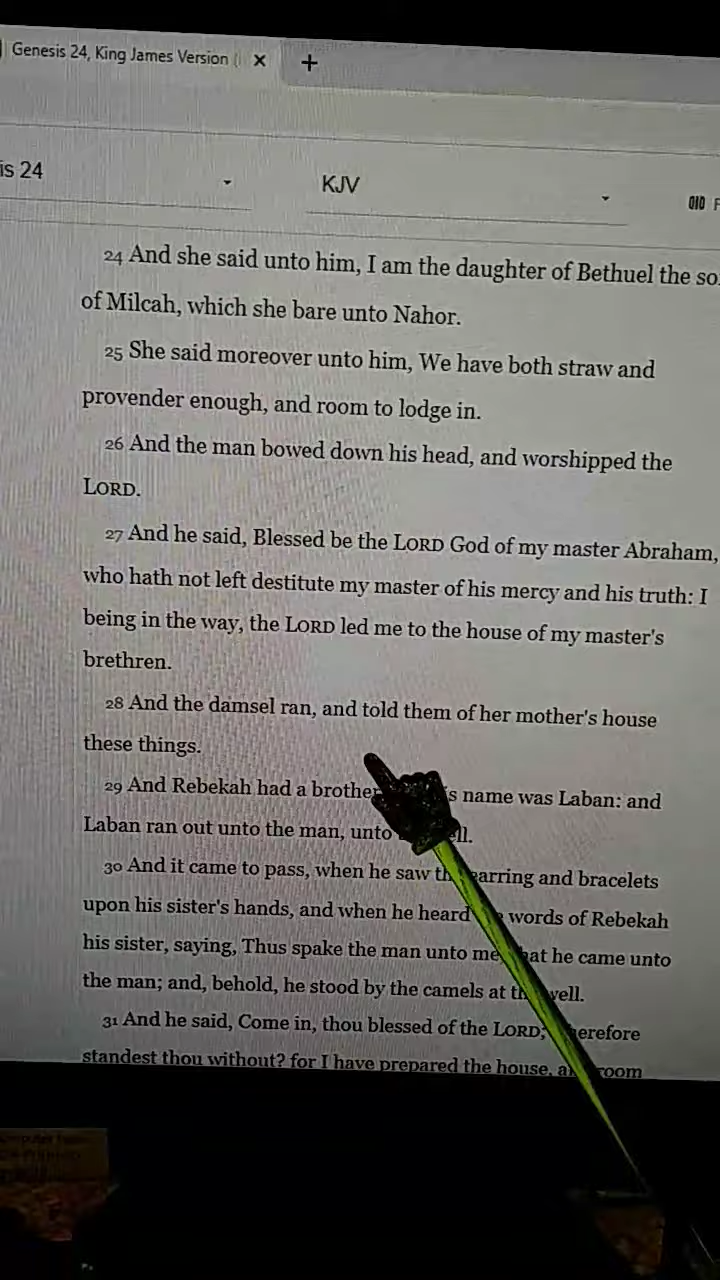 Genesis 24, King James Version (
is 24
KJV
24 And she said unto him, I am the daughter of Bethuel the so
of Milcah, which she bare unto Nahor.
25 She said moreover unto him, We have both straw and
provender enough, and room to lodge in.
26 And the man bowed down his head, and worshipped the
LORD.
27 And he said, Blessed be the LORD God of my master Abraham,
who hath not left destitute my master of his mercy and his truth: I
being in the way, the LORD led me to the house of my master's
brethren.
28 And the damsel ran, and told them of her mother's house
these things.
29 And Rebekah had a brother name was Laban: and
Laban ran out unto the man, unto
30 And it came to pass, when he saw earring and bracelets
upon his sister's hands, and when he heard words of Rebekah
his sister, saying, Thus spake the man unto me he came unto
the man; and, behold, he stood by the camels at well.
31 And he said, Come in, thou blessed of the LORD;
standest thou without? for I have prepared the house, room